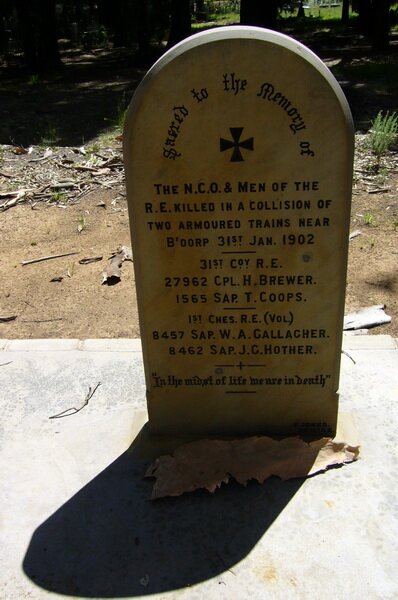 Sacred to the Memory of
THE N.C.O. & MEN OF THE
R.E. KILLED IN A COLLISION OF
TWO ARMOURED TRAINS NEAR
B'DORP 31ST JAN. 1902
31ST COY R.E.
27962 CPL. H. BREWER.
1565 SAP. T. COOPS.
1ST CHES. R.E. (VOL)
8457 SAP. W. A. GALLAGHER.
8462 SAP. J. G. HOTHER.
"In the midst of life we are in death"